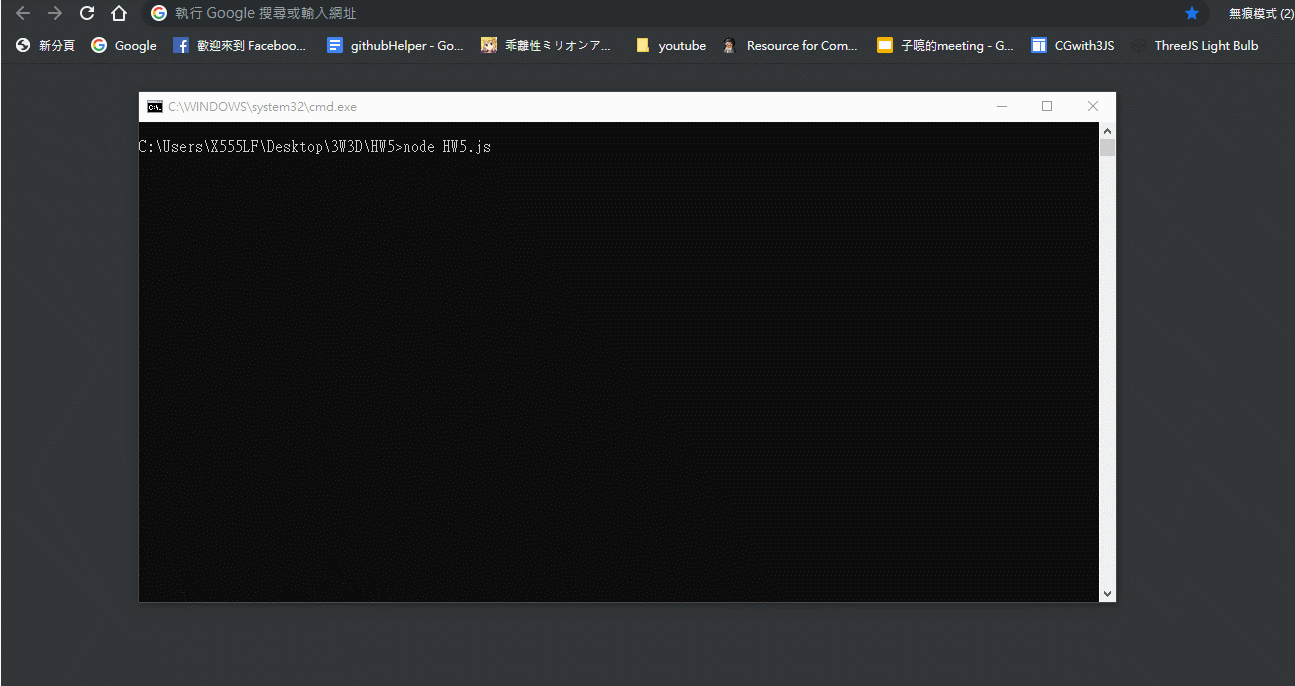 執行 Google 搜尋或輸入網址 無痕模式 (2)
新分頁 Google 歡迎來到 Faceboo... githubHelper - Go... 乖離性ミリオンア... youtube Resource for Com... 子曉的meeting - G... CGwith3JS ThreeJS Light Bulb
C:\WINDOWS\system32\cmd.exe
C:\Users\X555LF\Desktop\3W3D\HW5>node HW5.js